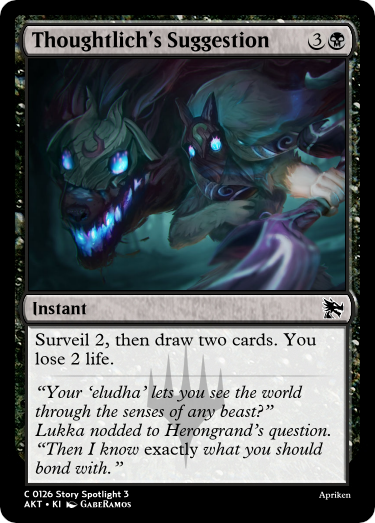 Thoughtlich's Suggestion 3
Instant
Surveil 2, then draw two cards. You
lose 2 life.
“Your ‘eludha’ lets you see the world
through the senses of any beast?”
Lukka nodded to Herongrand's question.
“Then I know exactly what you should
bond with.”
C 0126 Story Spotlight 3
AKT • KI GabeRamos
Apriken